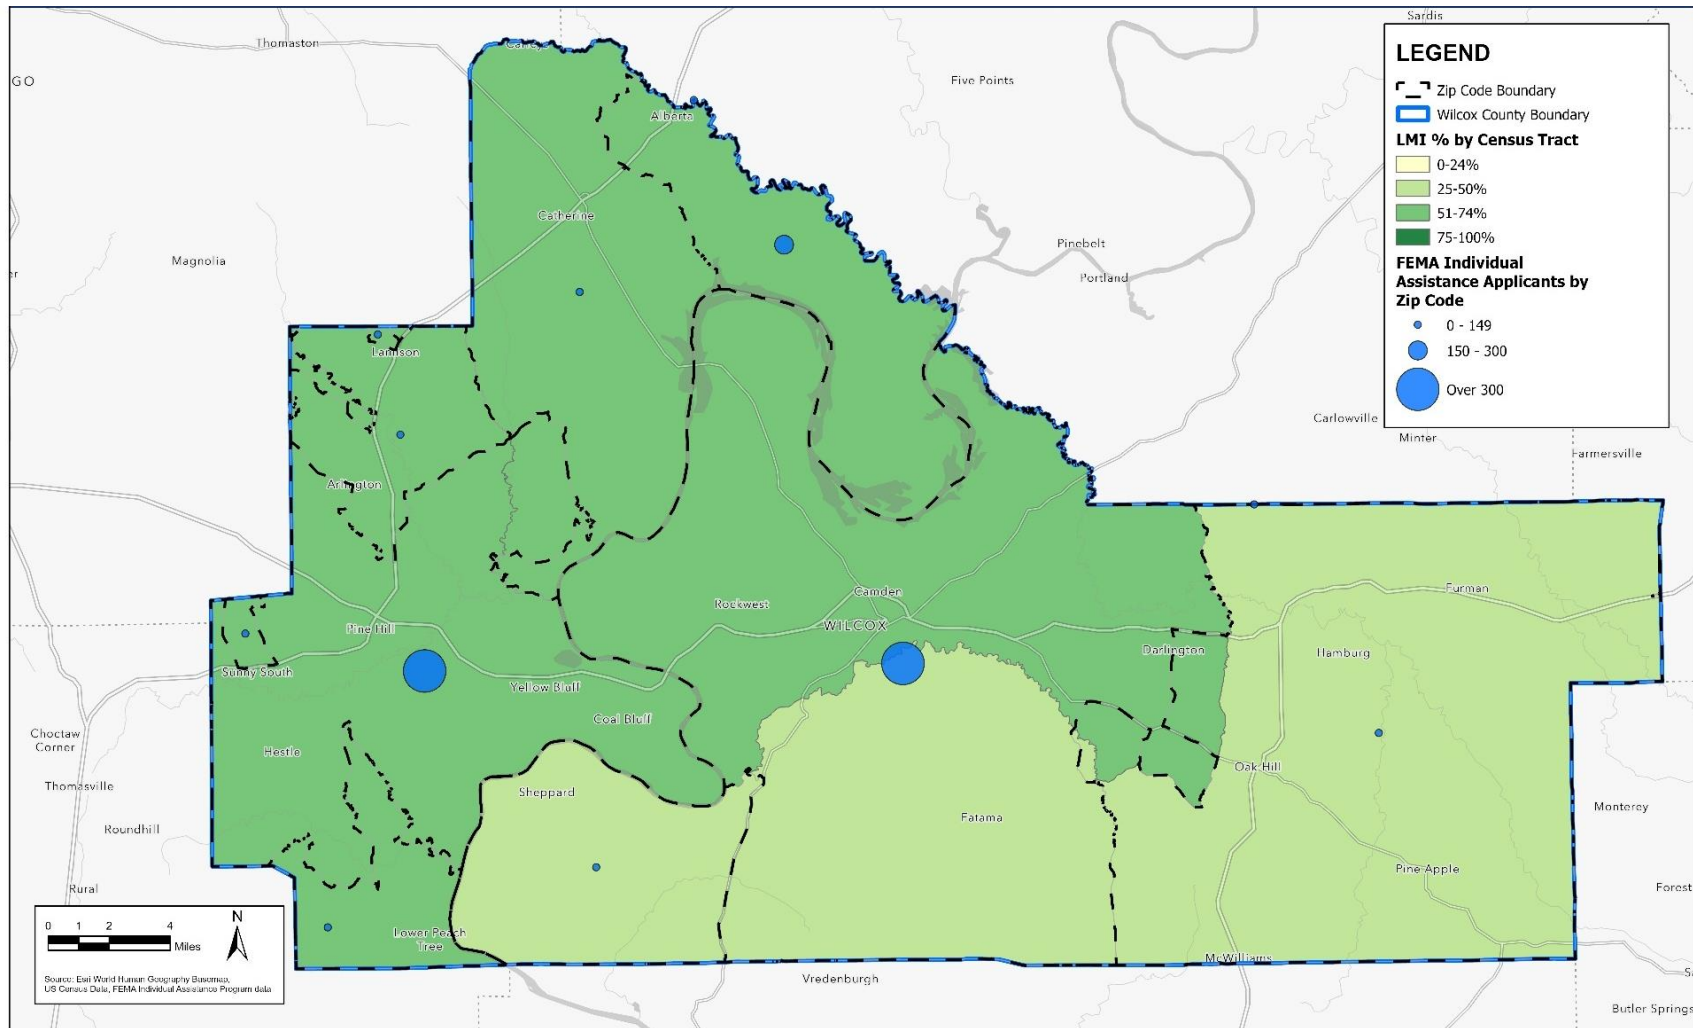 Sardis
Thomaston
GO
Five Points
Alberta
Catherine
Magnolia
Pinebelt
Portland
Lamison
Carlowville
Minter
Farmersville
Arlington
Camden
Furman
Rockwest
WILCOX
Pine Hill
Darlington
Hamburg
Sunny South
Yellow Bluff
Coal Bluff
Choctaw
Corner
Hestle
Oak Hill
Thomasville
Sheppard
Monterey
Fatama
Roundhill
Pine Apple
Rural
Forest
Lower Peach
Tree
McWilliams
Vredenburgh
Butler Springs
LEGEND
Zip Code Boundary
Wilcox County Boundary
LMI % by Census Tract
0-24%
25-50%
51-74%
75-100%
FEMA Individual
Assistance Applicants by
Zip Code
0 - 149
150 - 300
Over 300
N
0 1 2 4
Miles
Source: Esri World Human Geography Basemap,
US Census Data, FEMA Individual Assistance Program data